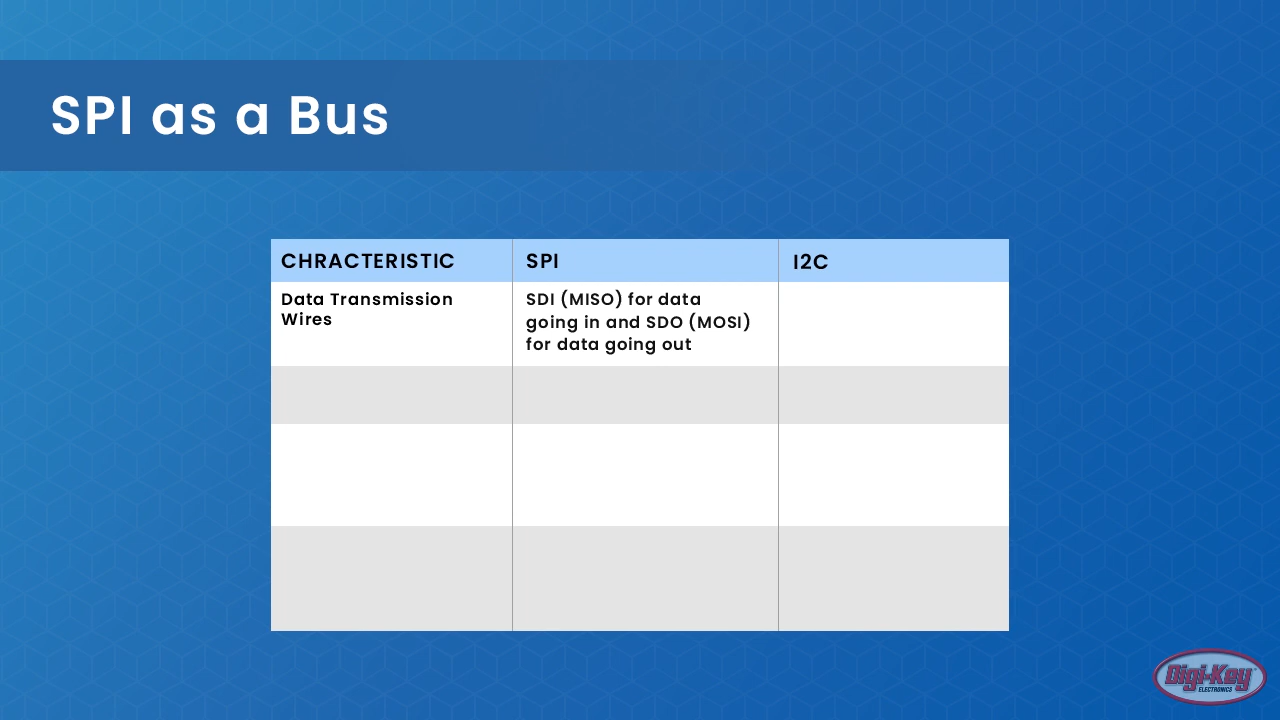 SPI as a Bus
CHRACTERISTIC SPI I2C
Data Transmission
Wires
SDI (MISO) for data
going in and SDO (MOSI)
for data going out
Digi-Key
ELECTRONICS